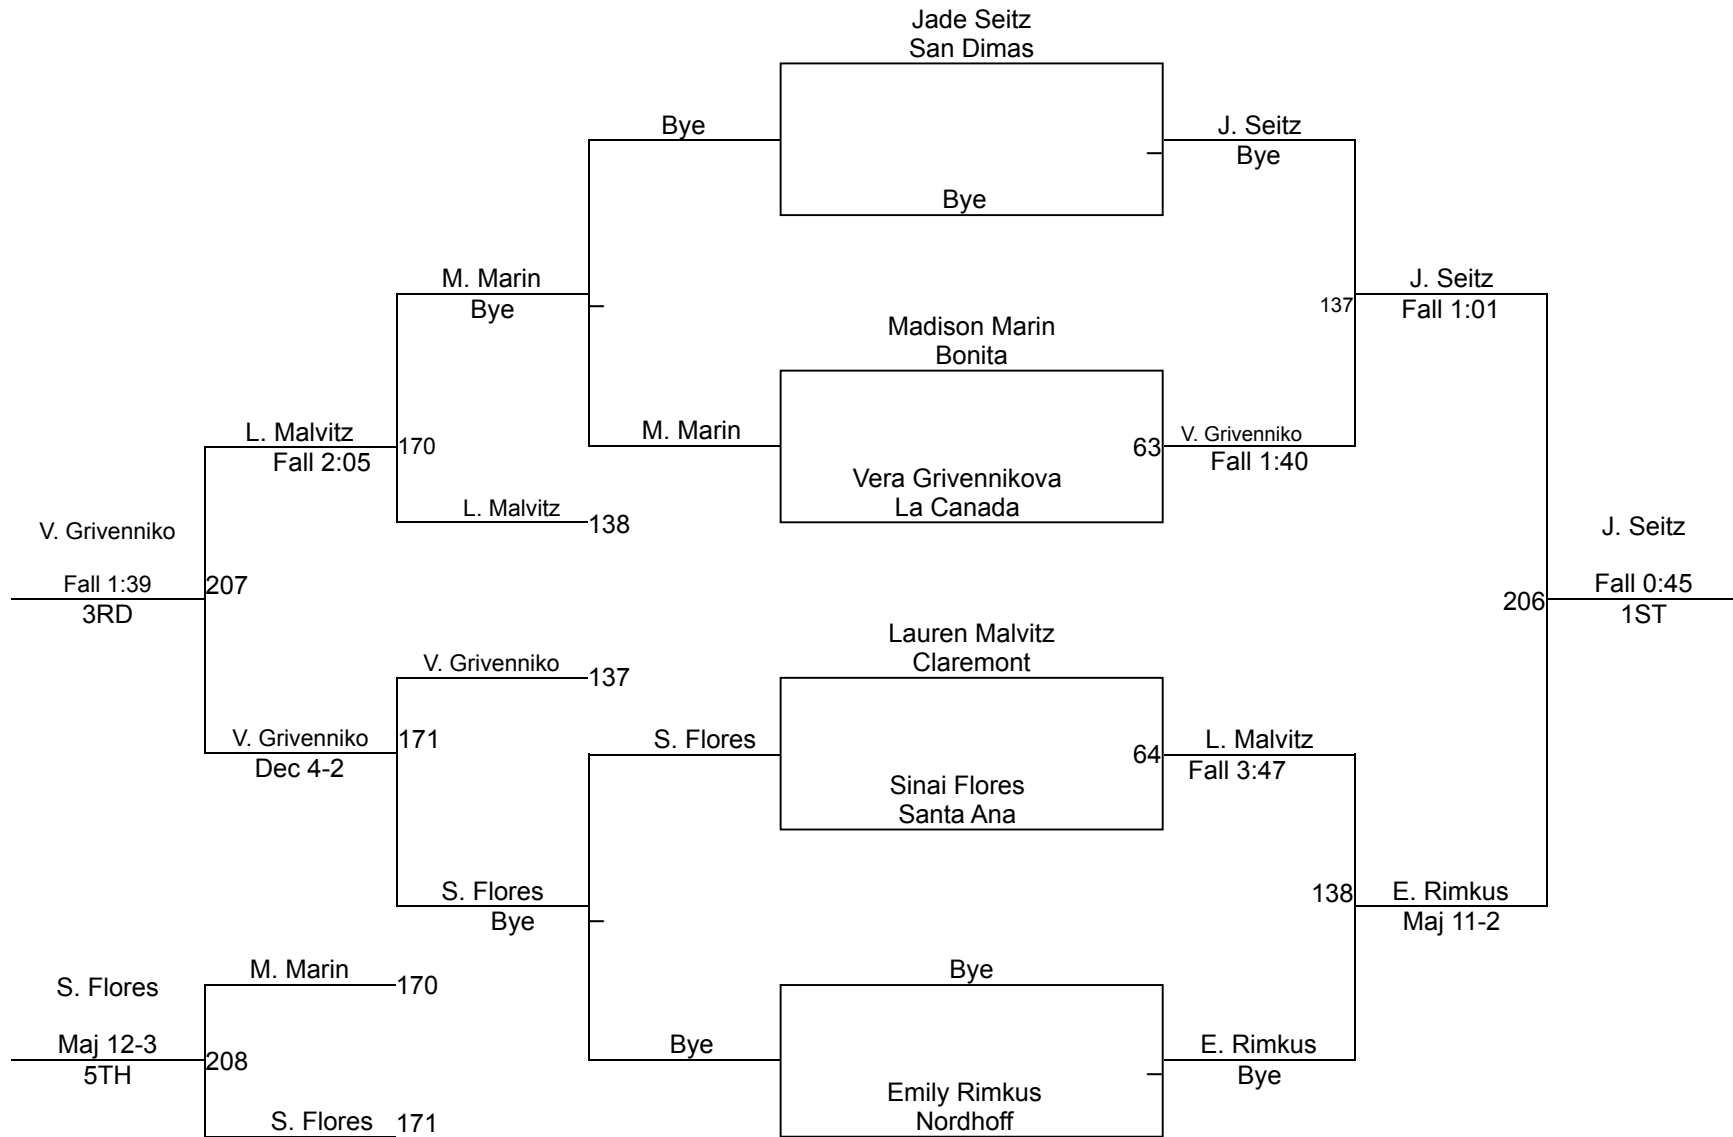 Jade Seitz
San Dimas
Bye
J. Seitz
Bye
Bye
M. Marin
Bye
J. Seitz
137
Fall 1:01
Madison Marin
Bonita
L. Malvitz
170
Fall 2:05
M. Marin
63
V. Grivenniko
Fall 1:40
Vera Grivennikova
La Canada
L. Malvitz
138
V. Grivenniko
Fall 1:39
207
3RD
J. Seitz
206
Fall 0:45
1ST
Lauren Malvitz
Claremont
V. Grivenniko
137
V. Grivenniko
171
Dec 4-2
S. Flores
64
L. Malvitz
Fall 3:47
Sinai Flores
Santa Ana
S. Flores
Bye
138
E. Rimkus
Maj 11-2
M. Marin
170
S. Flores
Maj 12-3
208
5TH
Bye
Bye
E. Rimkus
Bye
Emily Rimkus
Nordhoff
S. Flores
171